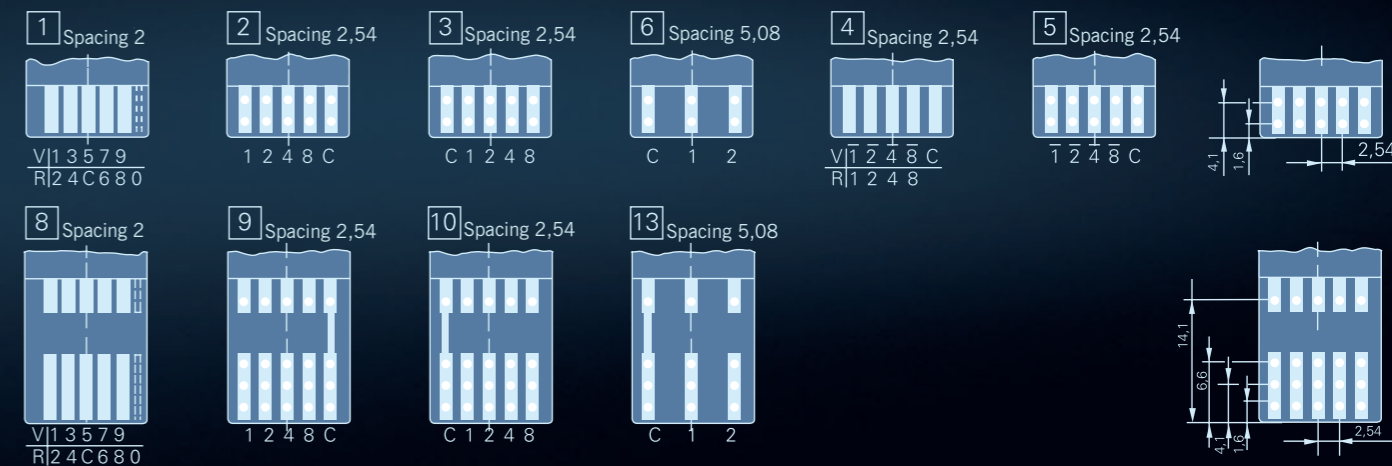 1 Spacing 2
V|1 3 5 7 9
R|2 4 C 6 8 0
2 Spacing 2,54
1 2 4 8 C
3 Spacing 2,54
C 1 2 4 8
6 Spacing 5,08
C 1 2
4 Spacing 2,54
V|1̅ 2̅ 4̅ 8̅ C
R|1 2 4 8
5 Spacing 2,54
1̅ 2̅ 4̅ 8̅ C
4,1
1,6
2,54
8 Spacing 2
V|1 3 5 7 9
R|2 4 C 6 8 0
9 Spacing 2,54
1 2 4 8 C
10 Spacing 2,54
C 1 2 4 8
13 Spacing 5,08
C 1 2
14,1
6,6
4,1
1,6
2,54